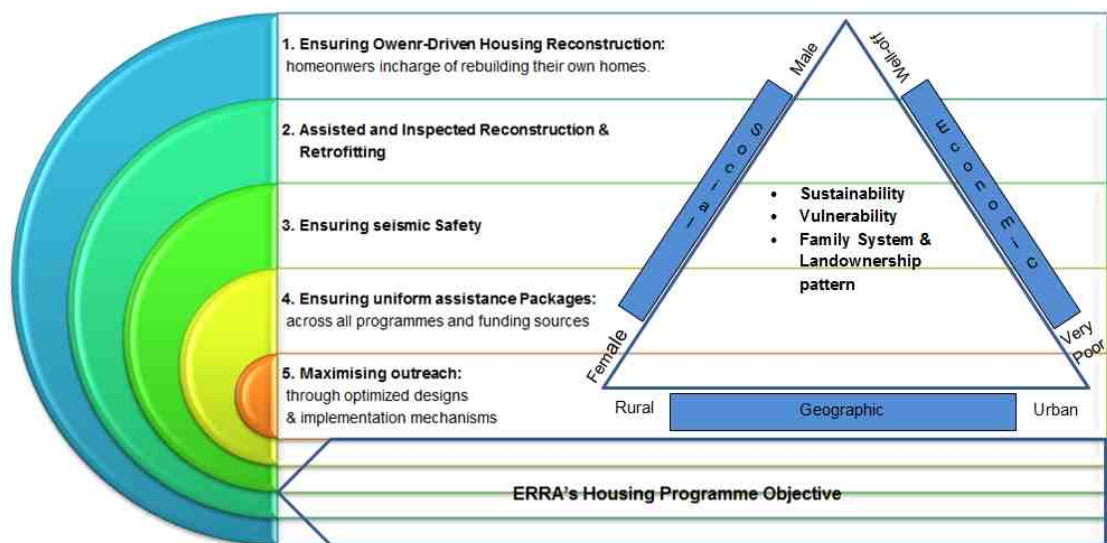 1. Ensuring Owenr-Driven Housing Reconstruction:
homeonwers incharge of rebuilding their own homes.
2. Assisted and Inspected Reconstruction &
Retrofitting
3. Ensuring seismic Safety
4. Ensuring uniform assistance Packages:
across all programmes and funding sources
5. Maximising outreach:
through optimized designs
& implementation mechanisms
Male
Social
Female
Well-off
Economic
Very
Poor
• Sustainability
• Vulnerability
• Family System &
Landownership
pattern
Rural
Geographic
Urban
ERRA's Housing Programme Objective